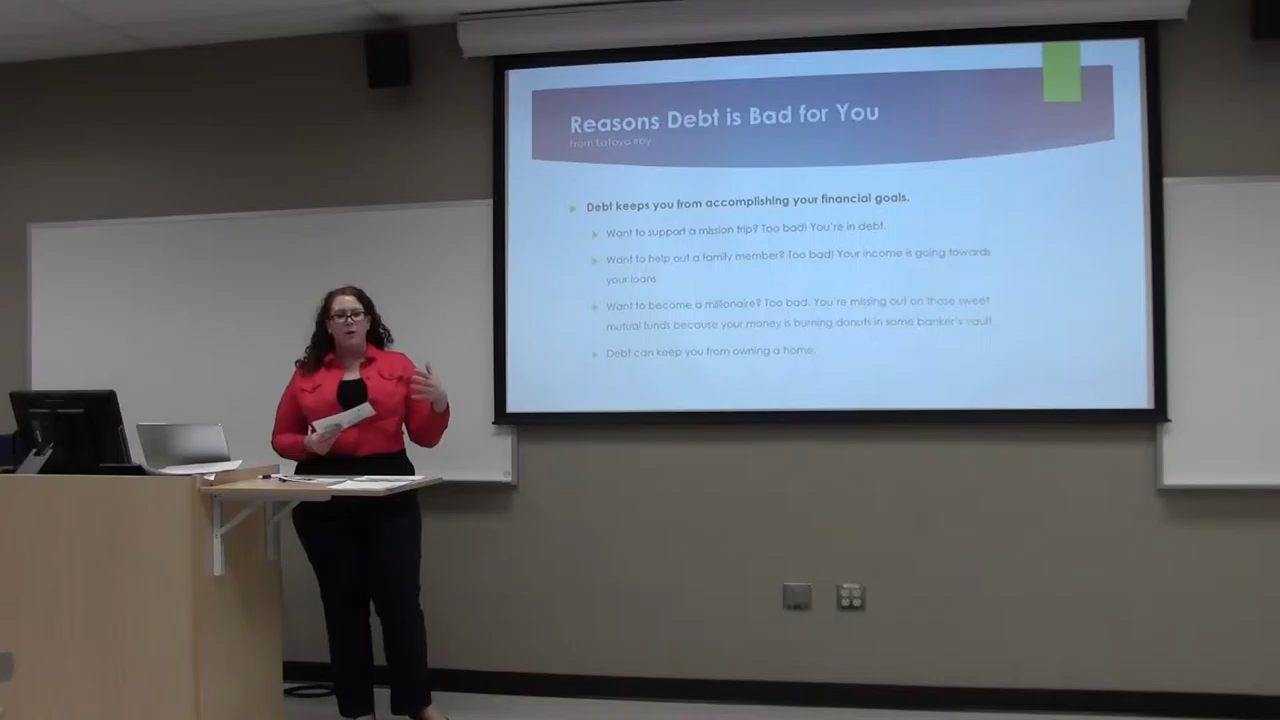 Reasons Debt is Bad for You
From LaToya Irby
Debt keeps you from accomplishing your financial goals.
Want to support a mission trip? Too bad! You're in debt.
Want to help out a family member? Too bad! Your income is going towards
your loans.
Want to become a millionaire? Too bad. You're missing out on those sweet
mutual funds because your money is burning donuts in some banker's vault.
Debt can keep you from owning a home.